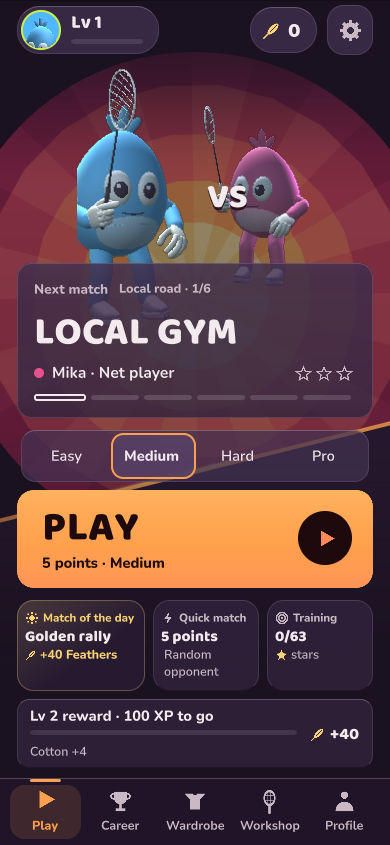 Lv 1
0
VS
Next match Local road · 1/6
LOCAL GYM
Mika · Net player
Easy Medium Hard Pro
PLAY
5 points · Medium
Match of the day
Golden rally
+40 Feathers
Quick match
5 points
Random
opponent
Training
0/63
stars
Lv 2 reward · 100 XP to go
+40
Cotton +4
Play Career Wardrobe Workshop Profile